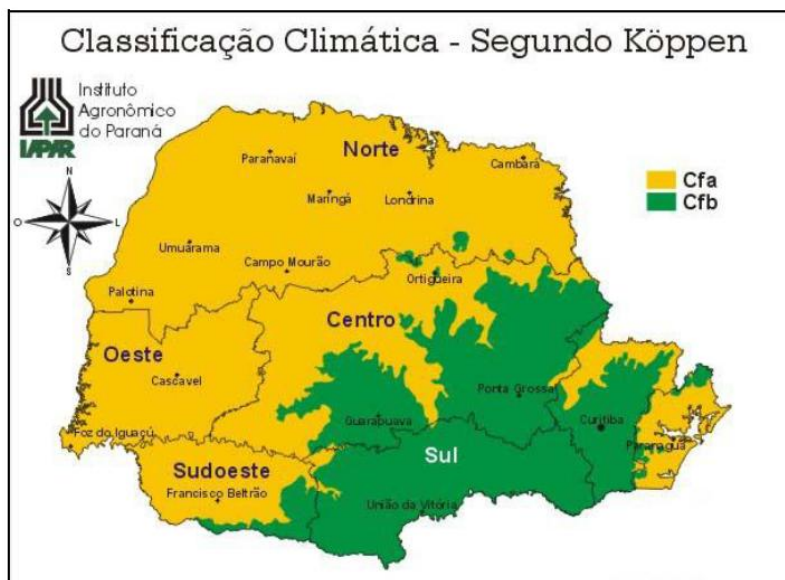 Classificação Climática - Segundo Köppen
Instituto
Agronômico
do Paraná
IAPAR
N
O
L
S
Cfa
Cfb
Norte
Paranavaí
Cambará
Maringá
Londrina
Umuarama
Campo Mourão
Ortigueira
Palotina
Centro
Oeste
Cascavel
Ponta Grossa
Guarapuava
Curitiba
Foz do Iguaçú
Paranaguá
Sul
Sudoeste
Francisco Beltrão
União da Vitória